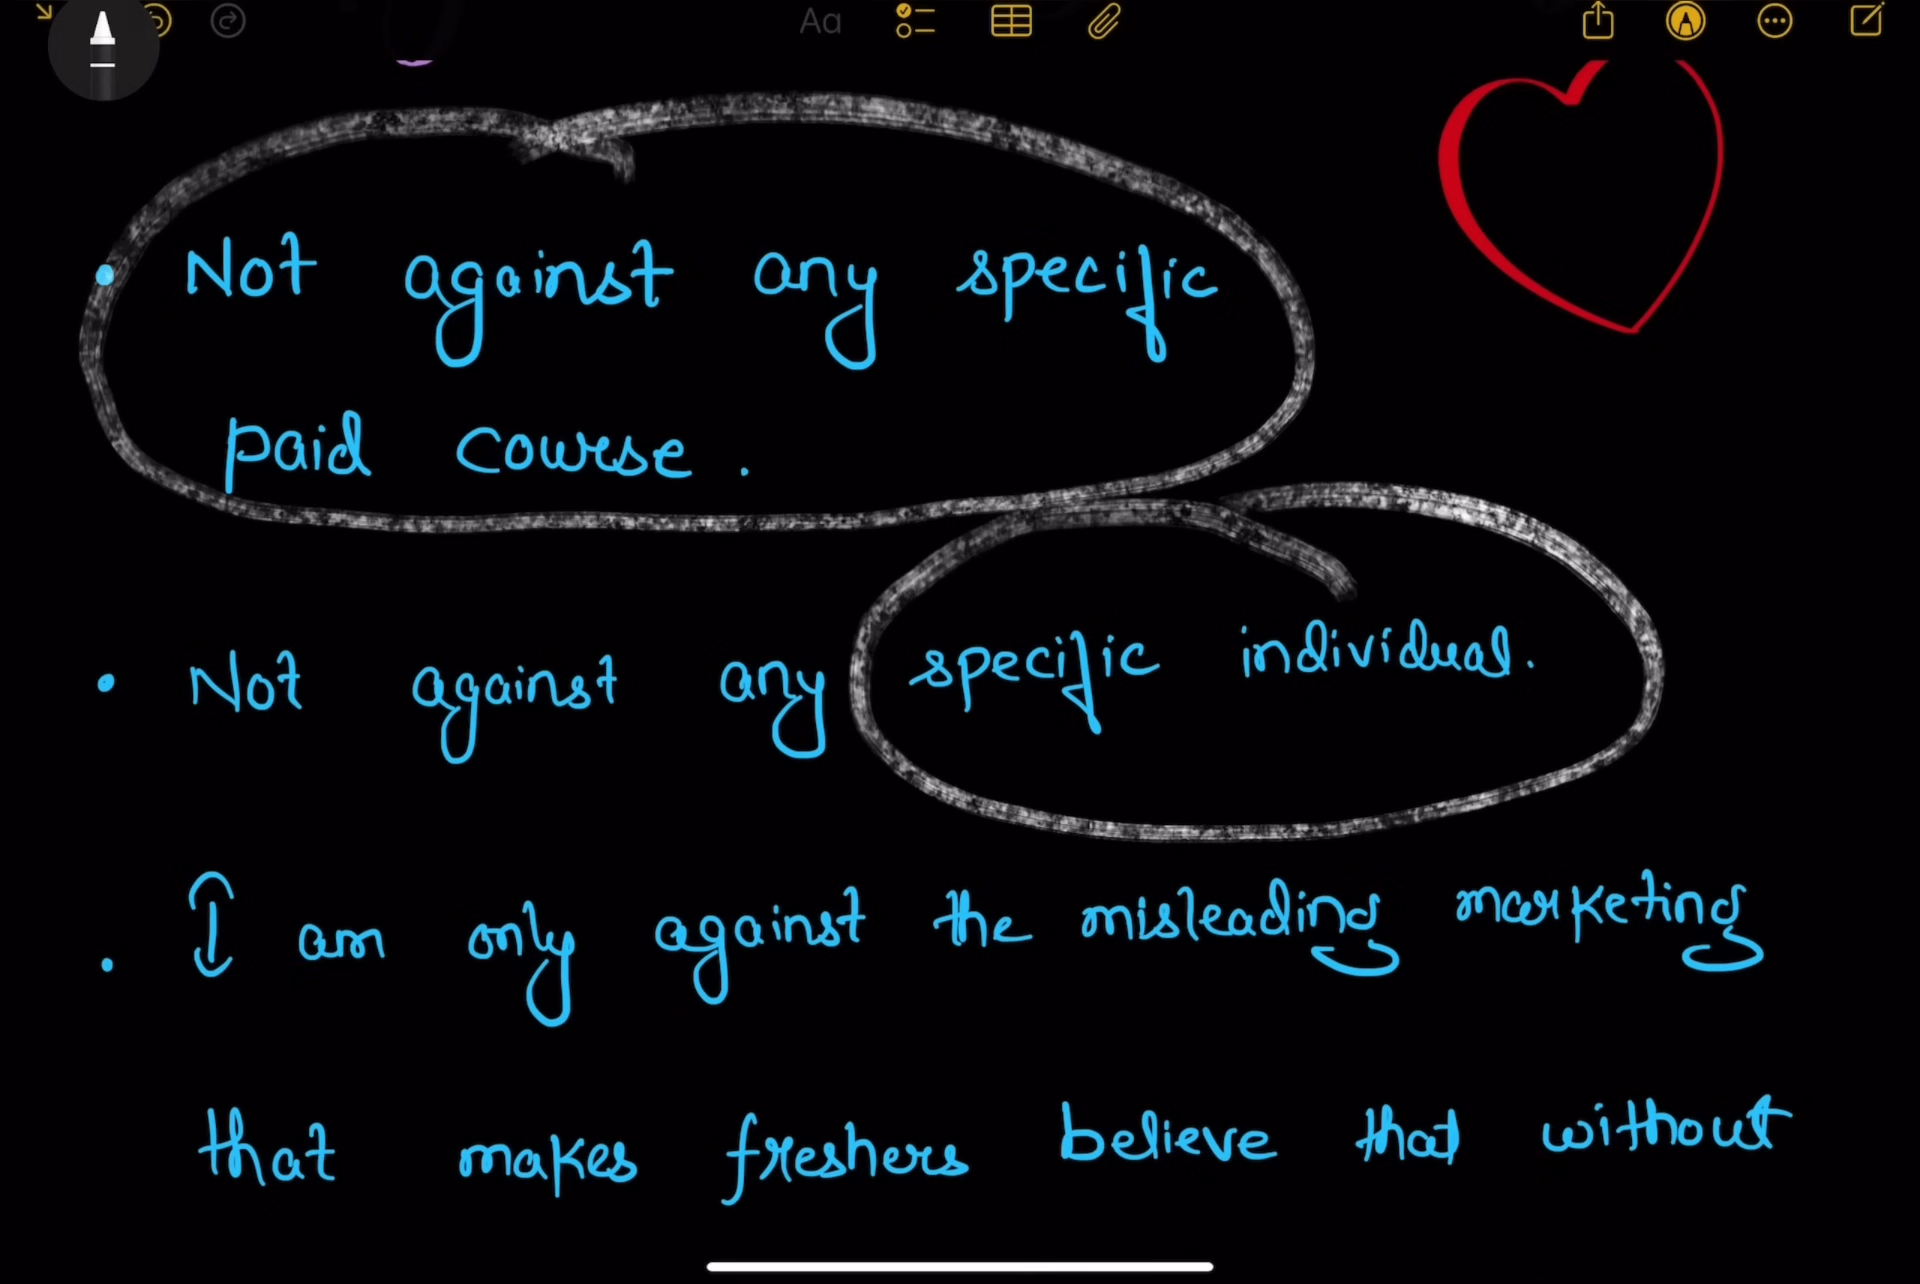 Aa
• Not against any specific
paid course.
• Not against any specific individual.
• I am only against the misleading marketing
that makes freshers believe that without